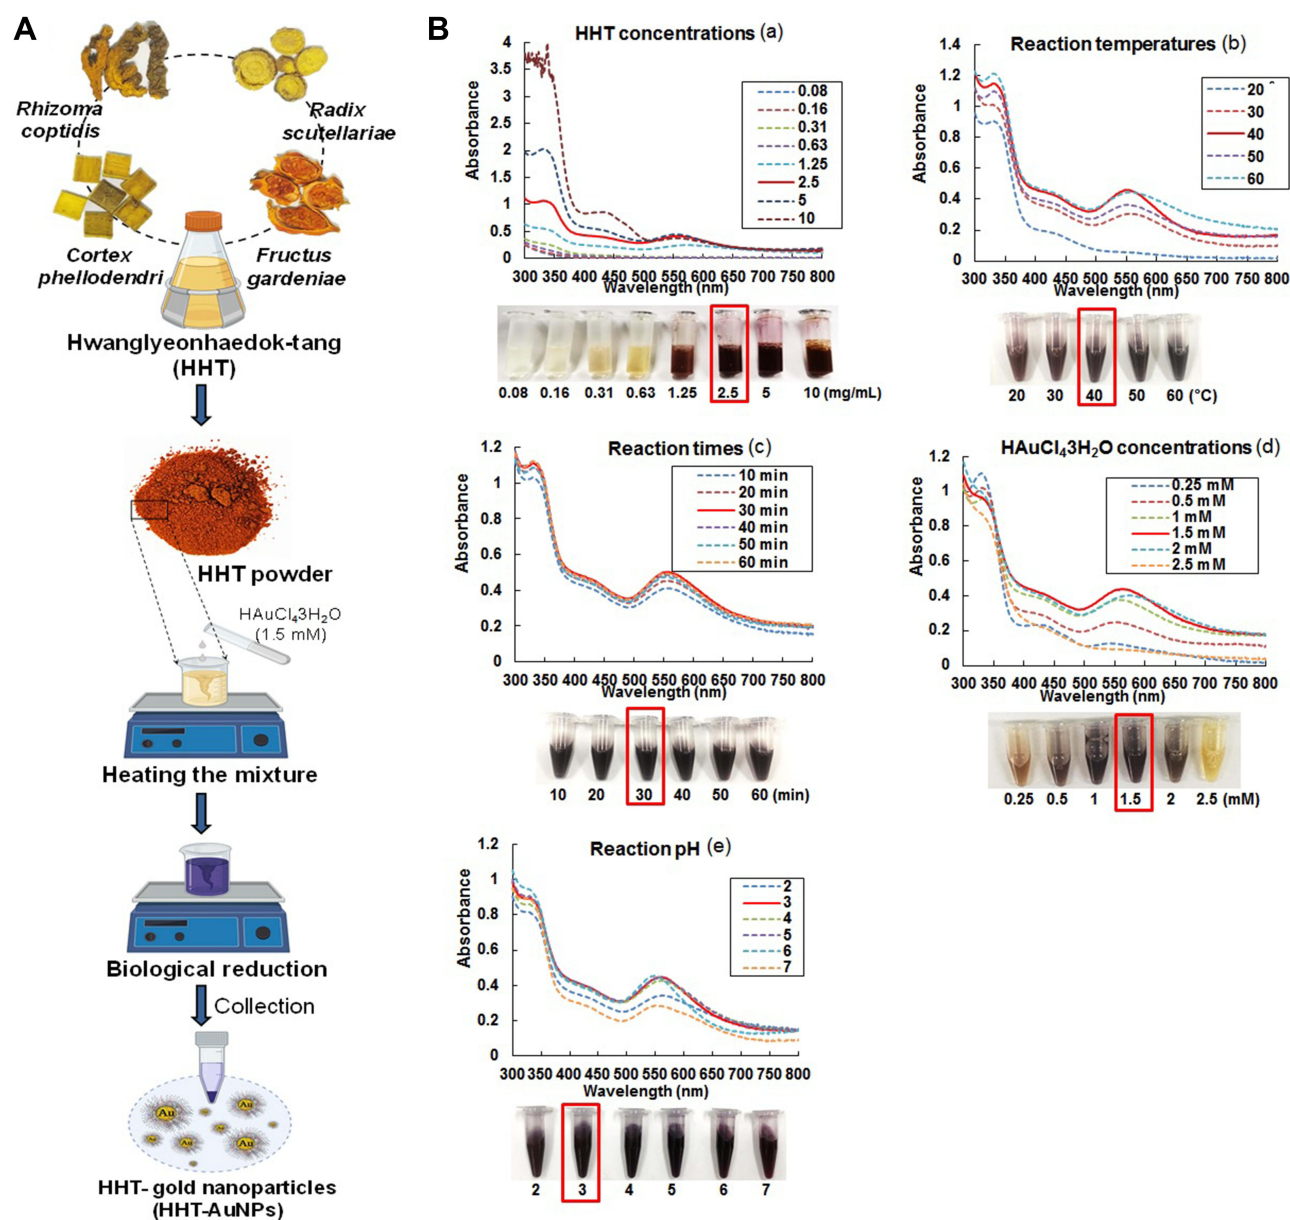 A
Rhizoma
coptidis
Radix
scutellariae
Cortex
phellodendri
Fructus
gardeniae
Hwanglyeonhaedok-tang
(HHT)
HHT powder
HAuCl₄3H₂O
(1.5 mM)
Heating the mixture
Biological reduction
Collection
Au
Au
Au
Au
Au
HHT- gold nanoparticles
(HHT-AuNPs)
B
HHT concentrations (a)
4
3.5
3
2.5
2
1.5
1
0.5
0
Absorbance
0.08
0.16
0.31
0.63
1.25
2.5
5
10
300 350 400 450 500 550 600 650 700 750 800
Wavelength (nm)
0.08 0.16 0.31 0.63 1.25 2.5 5 10 (mg/mL)
Reaction temperatures (b)
1.4
1.2
1
0.8
0.6
0.4
0.2
0
Absorbance
20
30
40
50
60
300 350 400 450 500 550 600 650 700 750 800
Wavelength (nm)
20 30 40 50 60 (°C)
Reaction times (c)
1.2
1
0.8
0.6
0.4
0.2
0
Absorbance
10 min
20 min
30 min
40 min
50 min
60 min
300 350 400 450 500 550 600 650 700 750 800
Wavelength (nm)
10 20 30 40 50 60 (min)
HAuCl₄3H₂O concentrations (d)
1.2
1
0.8
0.6
0.4
0.2
0
Absorbance
0.25 mM
0.5 mM
1 mM
1.5 mM
2 mM
2.5 mM
300 350 400 450 500 550 600 650 700 750 800
Wavelength (nm)
0.25 0.5 1 1.5 2 2.5 (mM)
Reaction pH (e)
1.2
1
0.8
0.6
0.4
0.2
0
Absorbance
2
3
4
5
6
7
300 350 400 450 500 550 600 650 700 750 800
Wavelength (nm)
2 3 4 5 6 7